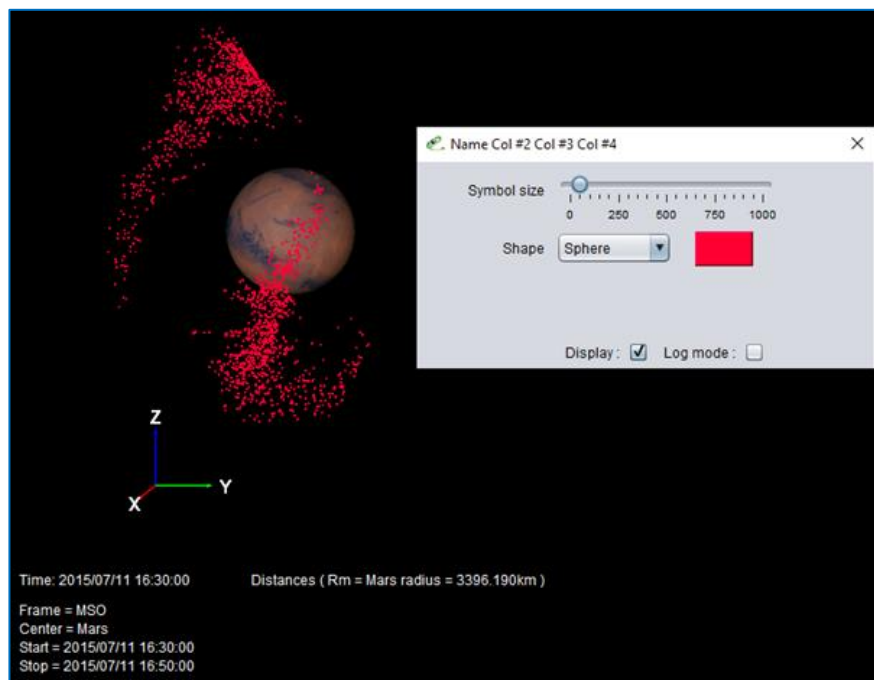 Name Col #2 Col #3 Col #4
Symbol size
0 250 500 750 1000
Shape Sphere
Display : Log mode :
Z
X Y
Time: 2015/07/11 16:30:00 Distances ( Rm = Mars radius = 3396.190km )
Frame = MSO
Center = Mars
Start = 2015/07/11 16:30:00
Stop = 2015/07/11 16:50:00